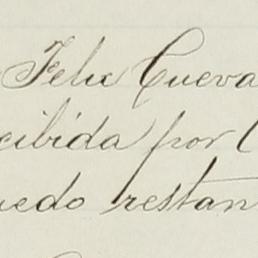 Felix Cueva
cibida por
uedo restan